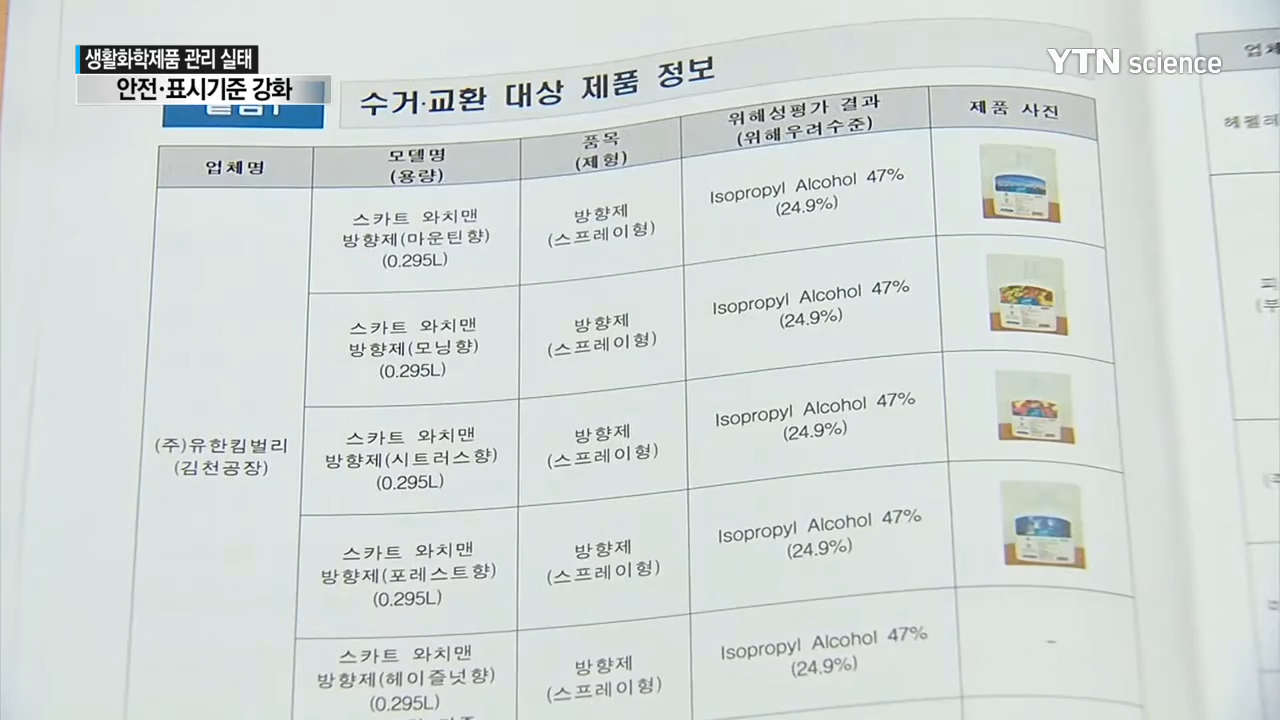 생활화학제품 관리 실태
안전·표시기준 강화
YTN science
수거·교환 대상 제품 정보
업체명
모델명
(용량)
품목
(제형)
위해성평가 결과
(위해우려수준)
제품 사진
(주)유한킴벌리
(김천공장)
스카트 와치맨
방향제(마운틴향)
(0.295L)
방향제
(스프레이형)
Isopropyl Alcohol 47%
(24.9%)
스카트 와치맨
방향제(모닝향)
(0.295L)
방향제
(스프레이형)
Isopropyl Alcohol 47%
(24.9%)
스카트 와치맨
방향제(시트러스향)
(0.295L)
방향제
(스프레이형)
Isopropyl Alcohol 47%
(24.9%)
스카트 와치맨
방향제(포레스트향)
(0.295L)
방향제
(스프레이형)
Isopropyl Alcohol 47%
(24.9%)
스카트 와치맨
방향제(헤이즐넛향)
(0.295L)
방향제
(스프레이형)
Isopropyl Alcohol 47%
(24.9%)
-